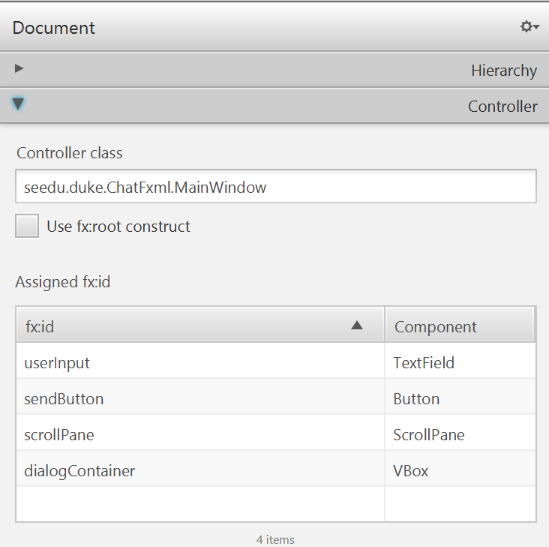 Document
Hierarchy
Controller
Controller class
seedu.duke.ChatFxml.MainWindow
Use fx:root construct
Assigned fx:id
fx:id Component
userInput TextField
sendButton Button
scrollPane ScrollPane
dialogContainer VBox
4 items